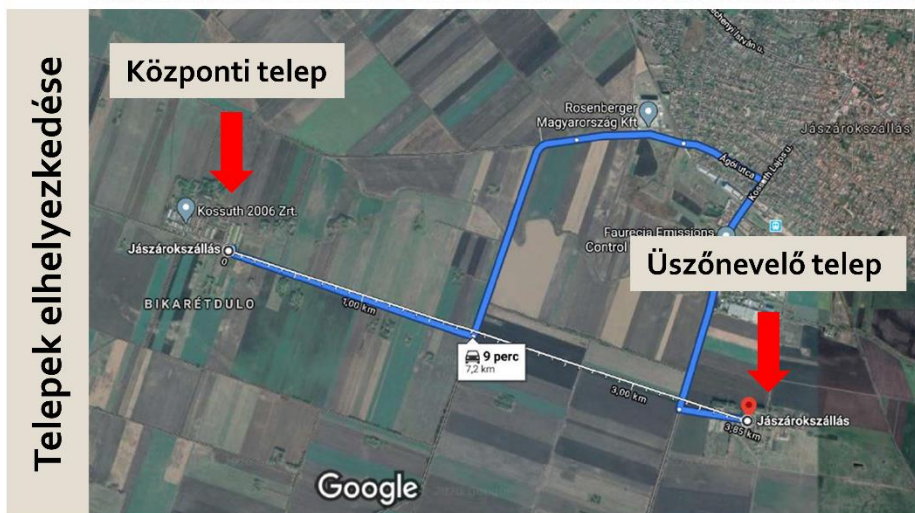 Telepek elhelyezkedése
Központi telep
Rosenberger
Magyarország Kft
Jászárokszállás
Ágói utca
Kossuth Lajos u.
Kossuth 2006 Zrt.
Jászárokszállás
0
Faurecia Emissions
Control
Üszőnevelő telep
BIKARÉTDULO
1,00 km
9 perc
7,2 km
3,00 km
Jászárokszállás
3,85 km
Google